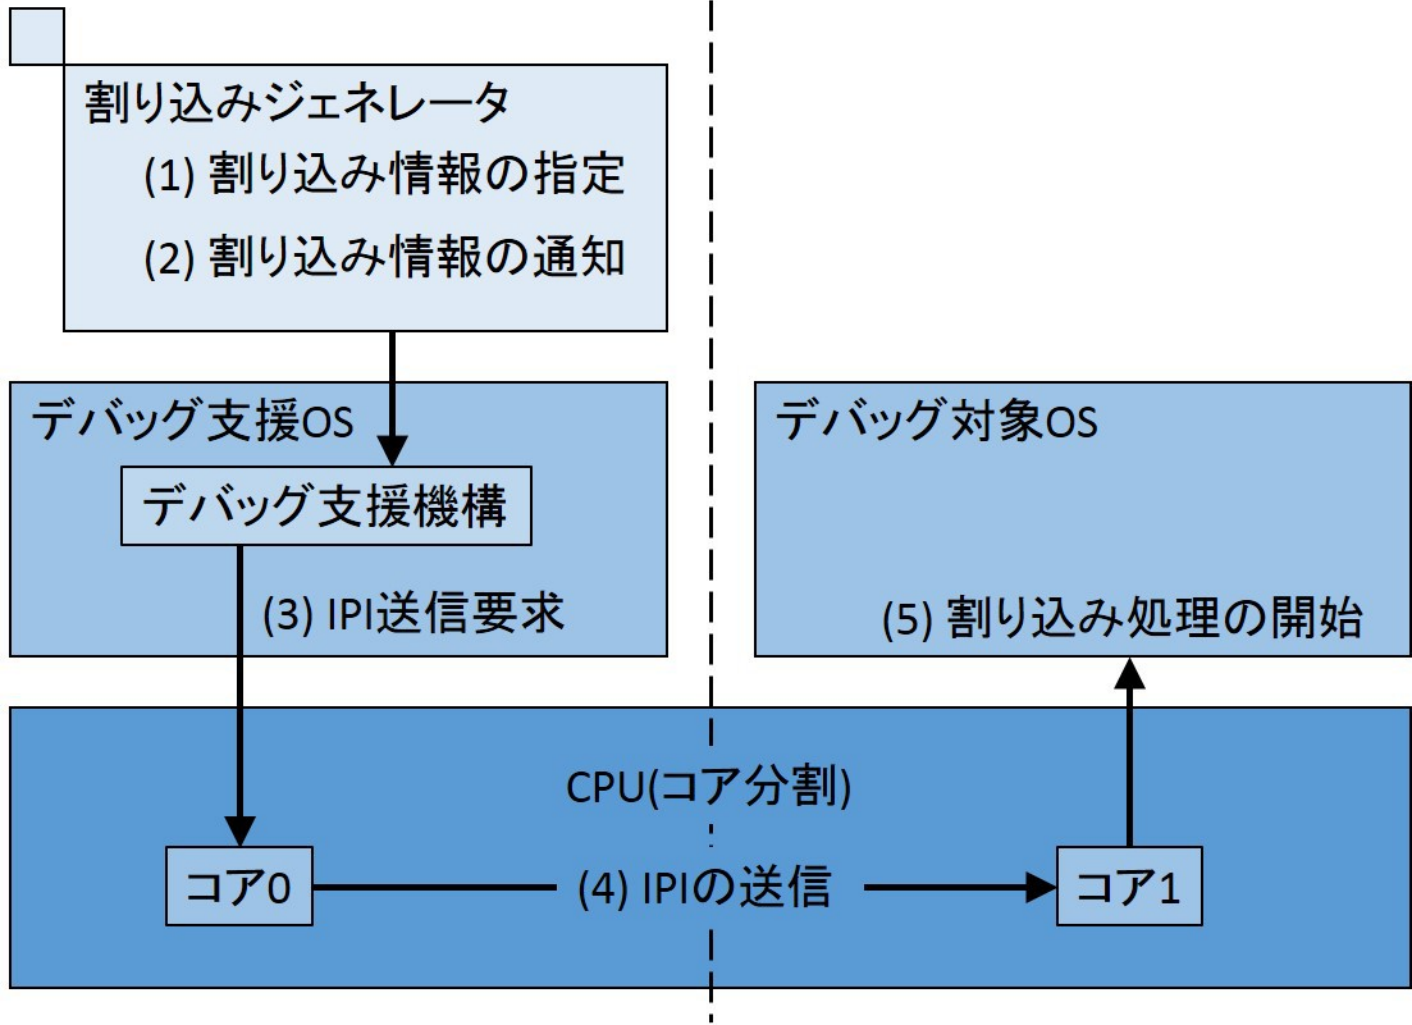 割り込みジェネレータ
(1) 割り込み情報の指定
(2) 割り込み情報の通知
デバッグ支援OS
デバッグ支援機構
(3) IPI送信要求
デバッグ対象OS
(5) 割り込み処理の開始
CPU(コア分割)
コア0
(4) IPIの送信
コア1